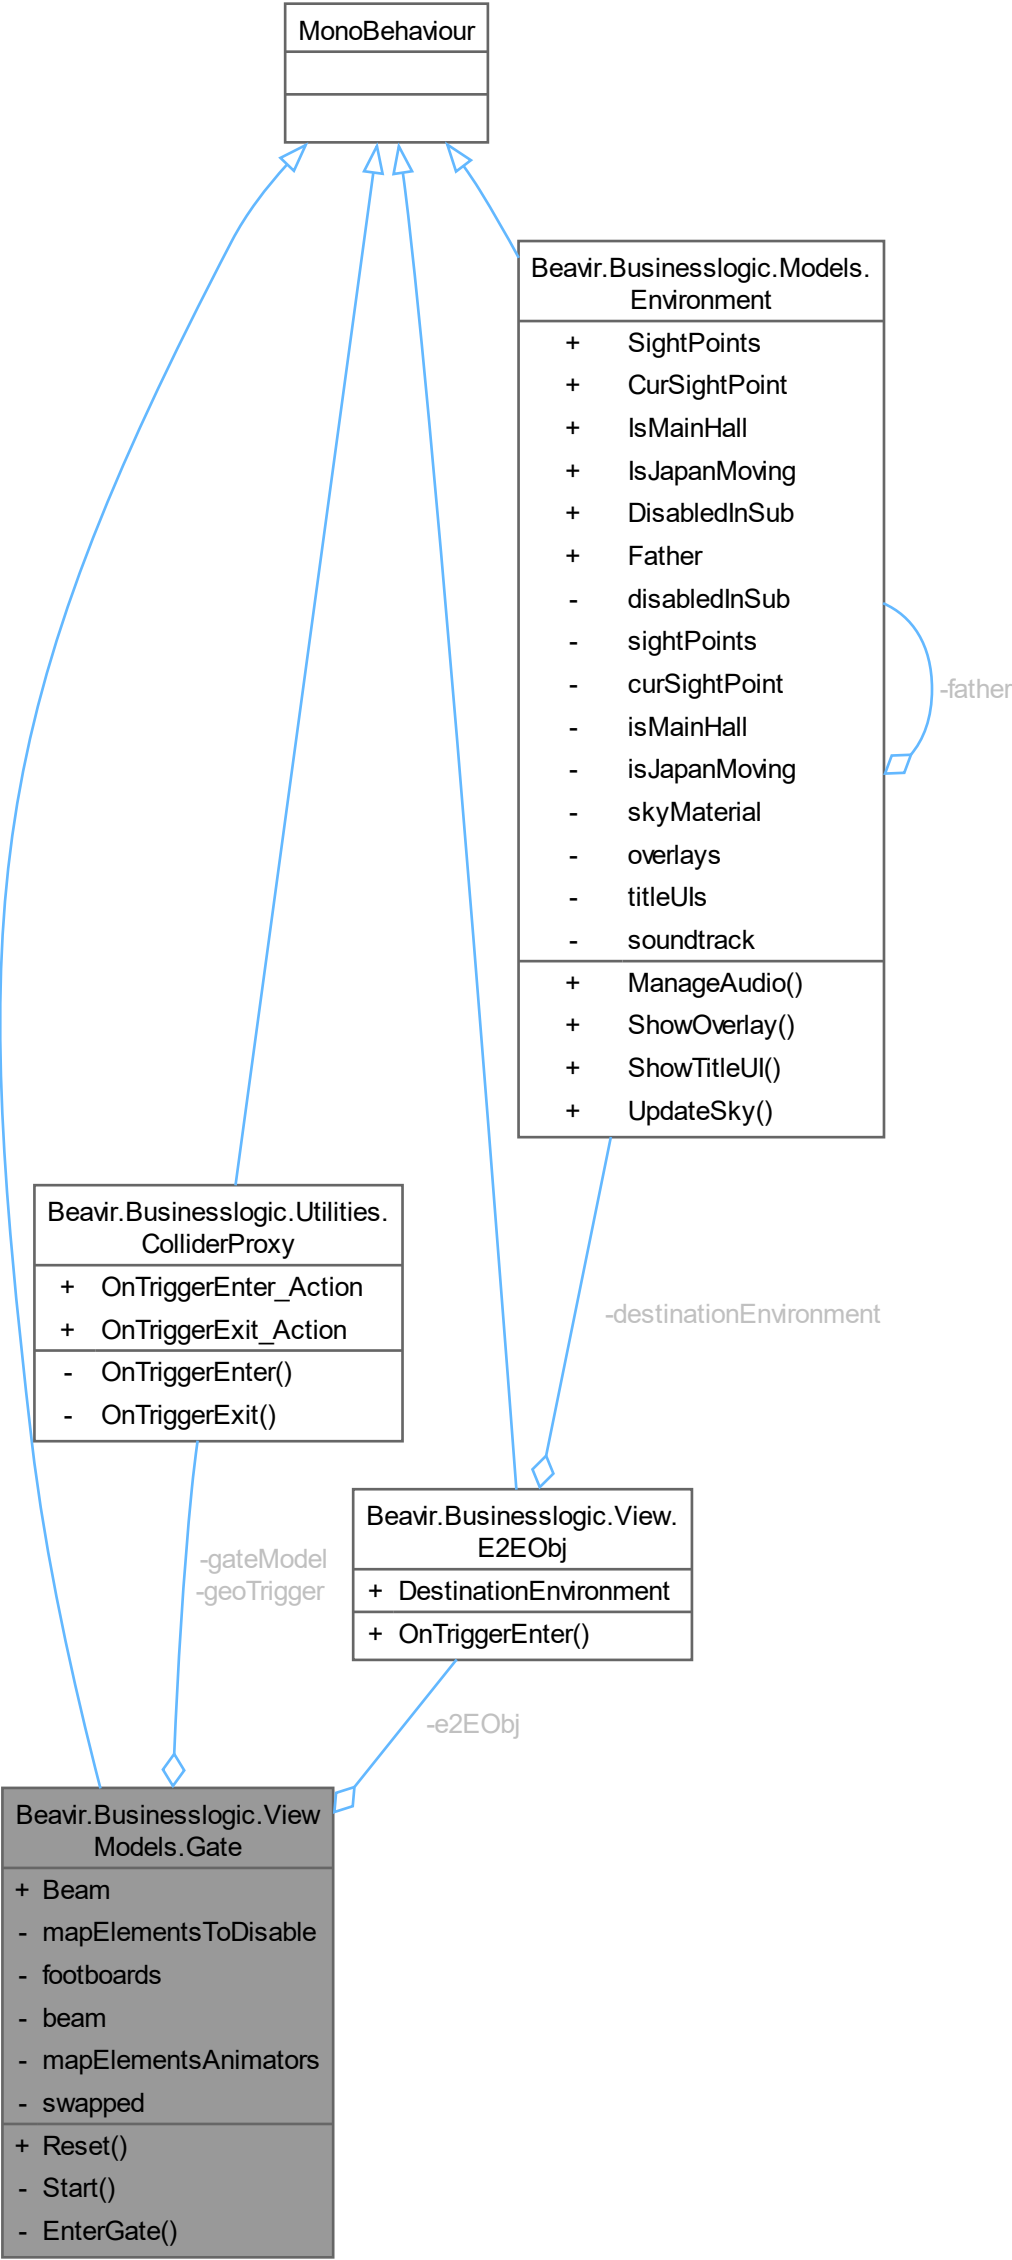 MonoBehaviour
Beavir.Businesslogic.Models.
Environment
+ SightPoints
+ CurSightPoint
+ IsMainHall
+ IsJapanMoving
+ DisabledInSub
+ Father
- disabledInSub
- sightPoints
- curSightPoint
- isMainHall
- isJapanMoving
- skyMaterial
- overlays
- titleUIs
- soundtrack
+ ManageAudio()
+ ShowOverlay()
+ ShowTitleUI()
+ UpdateSky()
-father
Beavir.Businesslogic.Utilities.
ColliderProxy
+ OnTriggerEnter_Action
+ OnTriggerExit_Action
- OnTriggerEnter()
- OnTriggerExit()
-destinationEnvironment
Beavir.Businesslogic.View.
E2EObj
+ DestinationEnvironment
+ OnTriggerEnter()
-gateModel
-geoTrigger
-e2EObj
Beavir.Businesslogic.View
Models.Gate
+ Beam
- mapElementsToDisable
- footboards
- beam
- mapElementsAnimators
- swapped
+ Reset()
- Start()
- EnterGate()